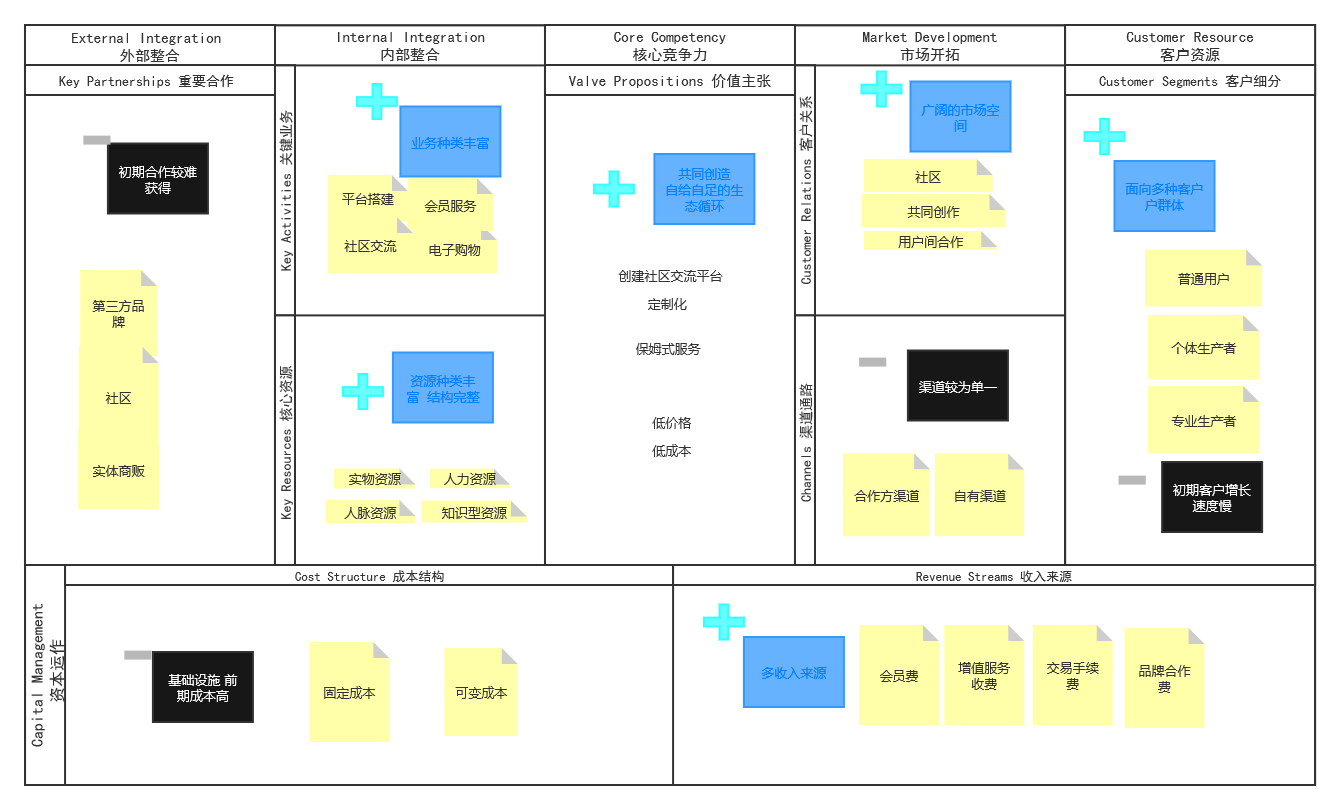 External Integration
外部整合
Internal Integration
内部整合
Core Competency
核心竞争力
Market Development
市场开拓
Customer Resource
客户资源
Key Partnerships 重要合作
初期合作较难
获得
第三方品
牌
社区
实体商贩
Key Activities 关键业务
业务种类丰富
平台搭建
会员服务
社区交流
电子购物
Key Resources 核心资源
资源种类丰
富 结构完整
实物资源
人力资源
人脉资源
知识型资源
Valve Propositions 价值主张
共同创造
自给自足的生
态循环
创建社区交流平台
定制化
保姆式服务
低价格
低成本
Customer Relations 客户关系
广阔的市场空
间
社区
共同创作
用户间合作
Channels 渠道通路
渠道较为单一
合作方渠道
自有渠道
Customer Segments 客户细分
面向多种客户
户群体
普通用户
个体生产者
专业生产者
初期客户增长
速度慢
Capital Management
资本运作
Cost Structure 成本结构
基础设施 前
期成本高
固定成本
可变成本
Revenue Streams 收入来源
多收入来源
会员费
增值服务
收费
交易手续
费
品牌合作
费